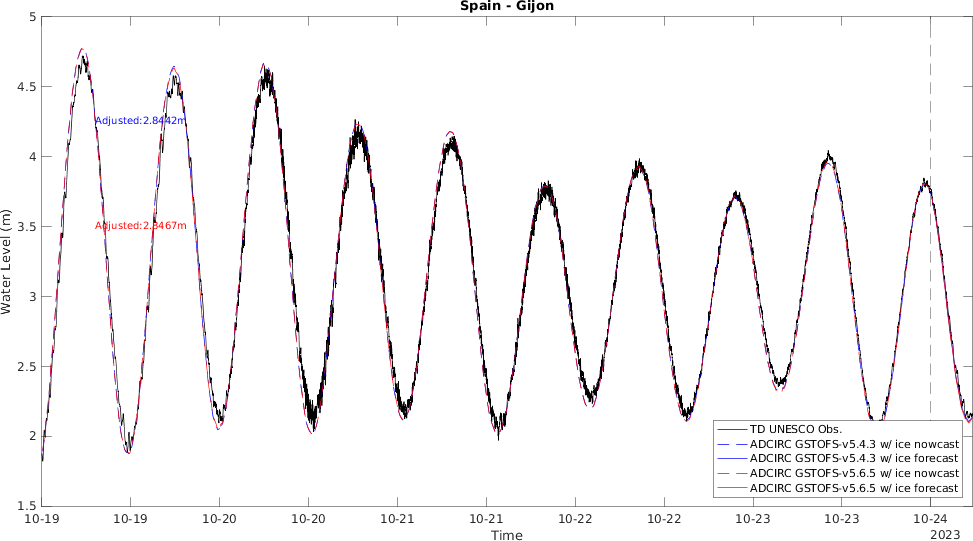 Spain - Gijon
5
4.5
4
3.5
3
2.5
2
1.5
Water Level (m)
Adjusted:2.8442m
Adjusted:2.8467m
TD UNESCO Obs.
ADCIRC GSTOFS-v5.4.3 w/ ice nowcast
ADCIRC GSTOFS-v5.4.3 w/ ice forecast
ADCIRC GSTOFS-v5.6.5 w/ ice nowcast
ADCIRC GSTOFS-v5.6.5 w/ ice forecast
10-19 10-19 10-20 10-20 10-21 10-21 10-22 10-22 10-23 10-23 10-24
Time
2023